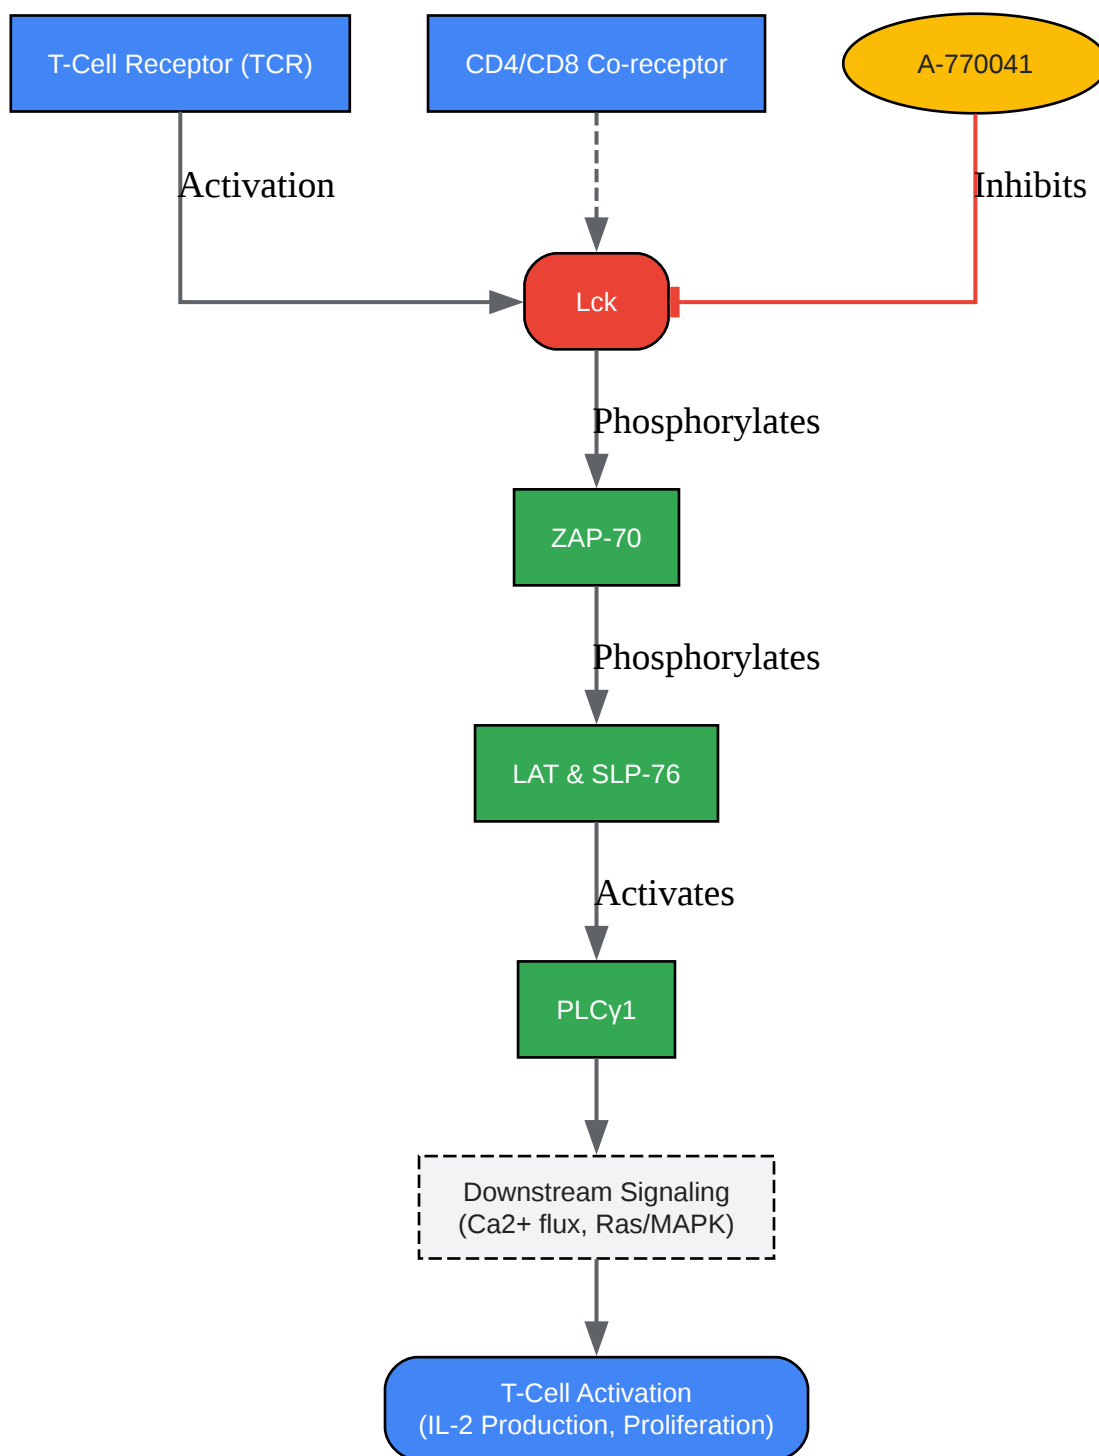 T-Cell Receptor (TCR)
CD4/CD8 Co-receptor
A-770041
Activation
Inhibits
Lck
Phosphorylates
ZAP-70
Phosphorylates
LAT & SLP-76
Activates
PLCγ1
Downstream Signaling
(Ca2+ flux, Ras/MAPK)
T-Cell Activation
(IL-2 Production, Proliferation)